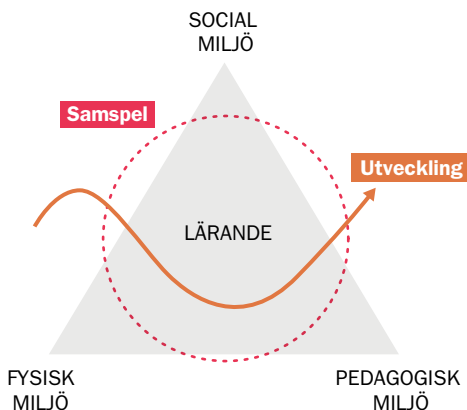 SOCIAL
MILJÖ
Samspel
Utveckling
LÄRANDE
FYSISK
MILJÖ
PEDAGOGISK
MILJÖ